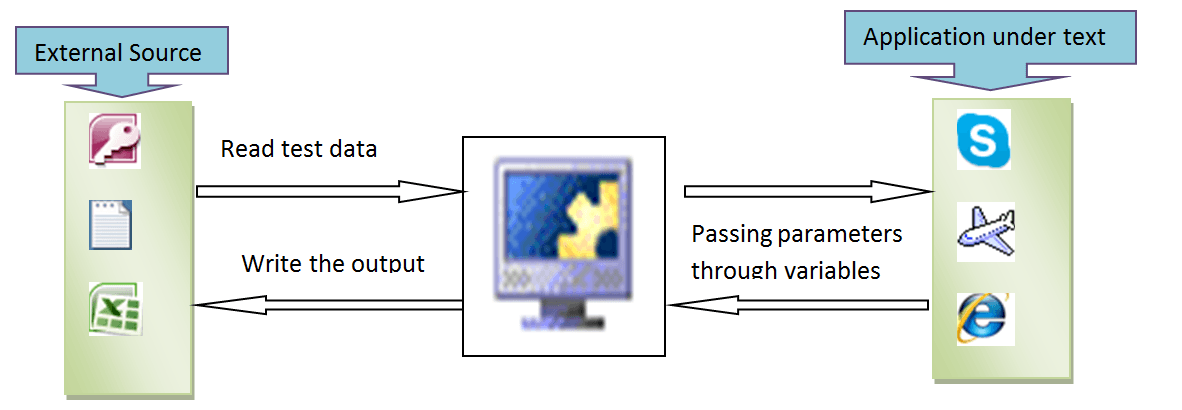 External Source
Application under text
Read test data
Write the output
Passing parameters
through variables
S